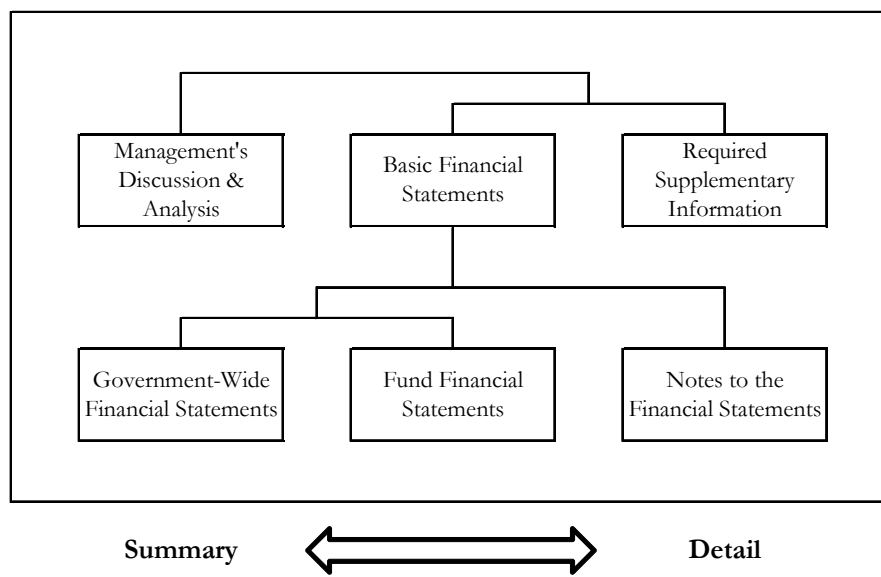 Management's
Discussion &
Analysis
Basic Financial
Statements
Required
Supplementary
Information
Government-Wide
Financial Statements
Fund Financial
Statements
Notes to the
Financial Statements
Summary
Detail